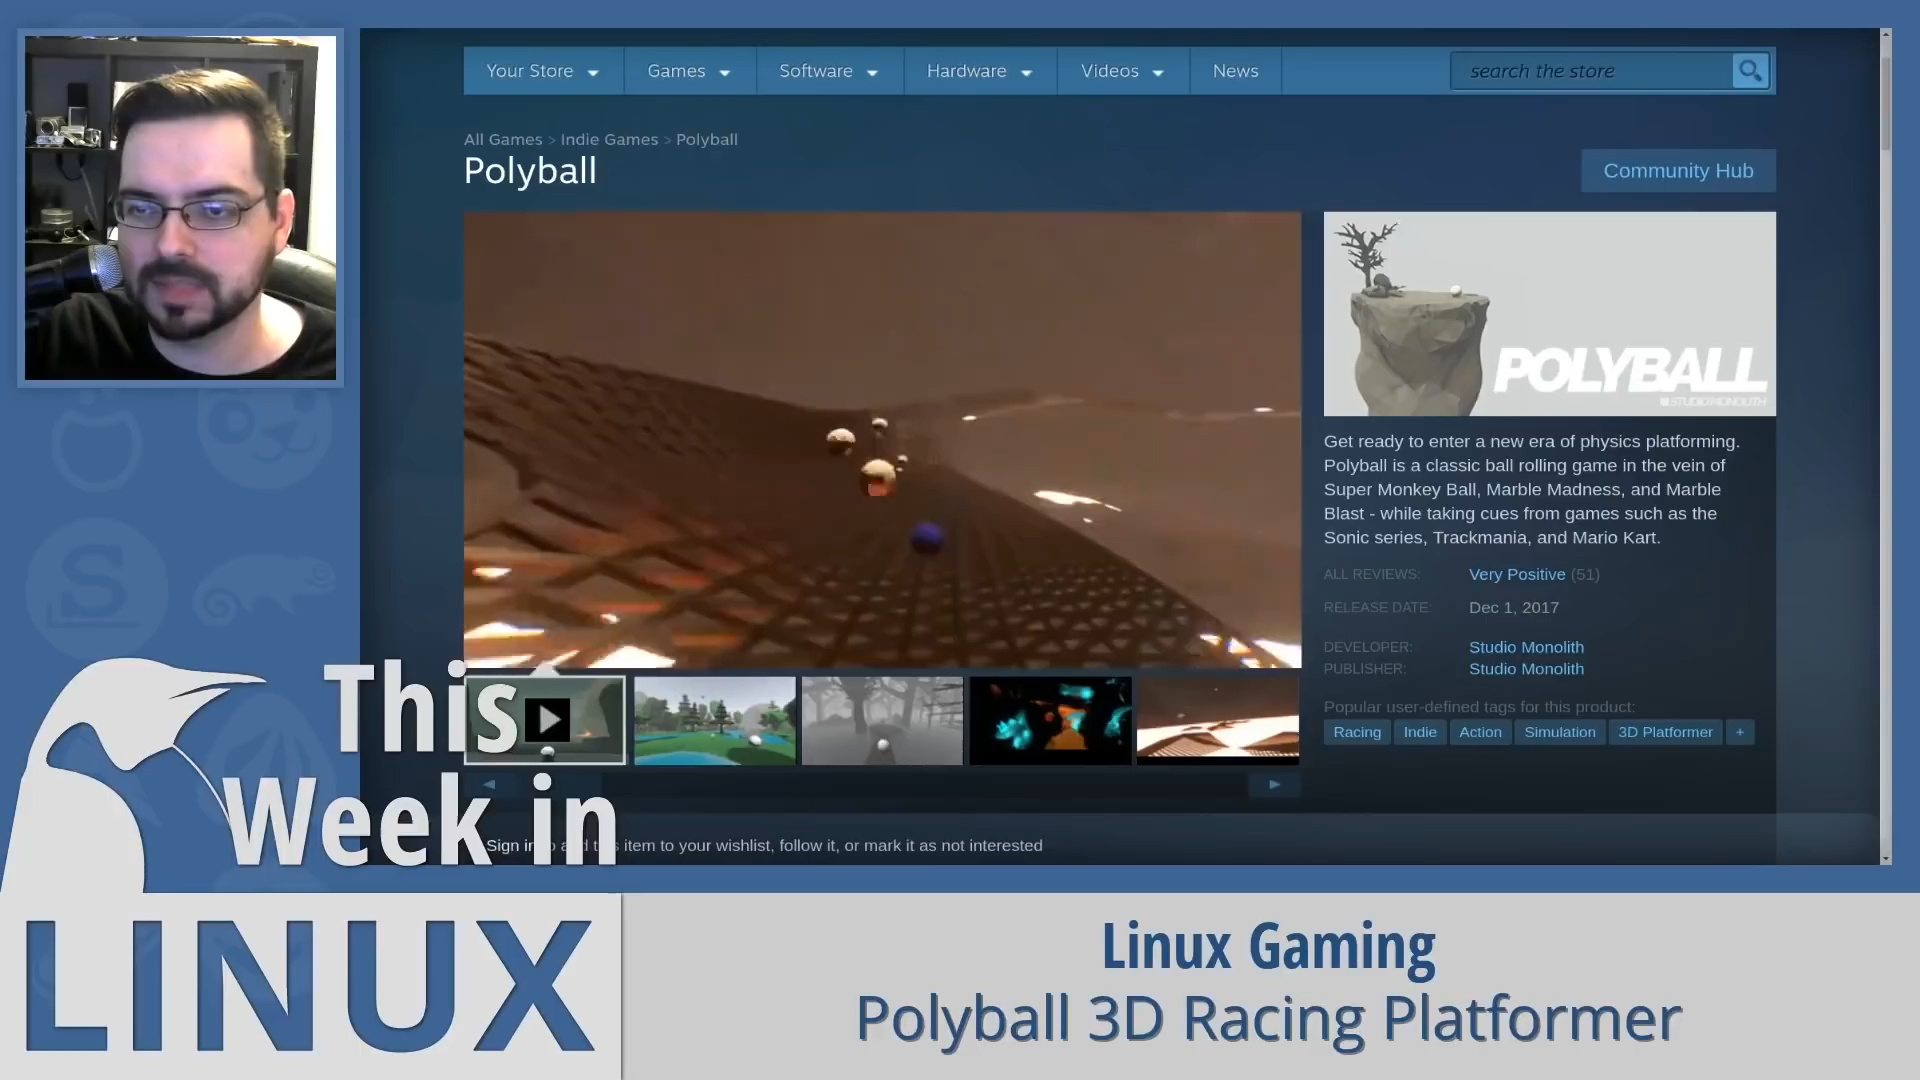 Your Store
Games
Software
Hardware
Videos
News
search the store
All Games > Indie Games > Polyball
Polyball
Community Hub
POLYBALL
STUDIO MONOLITH
Get ready to enter a new era of physics platforming.
Polyball is a classic ball rolling game in the vein of
Super Monkey Ball, Marble Madness, and Marble
Blast - while taking cues from games such as the
Sonic series, Trackmania, and Mario Kart.
ALL REVIEWS: Very Positive (51)
RELEASE DATE: Dec 1, 2017
DEVELOPER: Studio Monolith
PUBLISHER: Studio Monolith
Popular user-defined tags for this product:
Racing Indie Action Simulation 3D Platformer +
Sign in item to your wishlist, follow it, or mark it as not interested
This
Week in
LINUX
Linux Gaming
Polyball 3D Racing Platformer